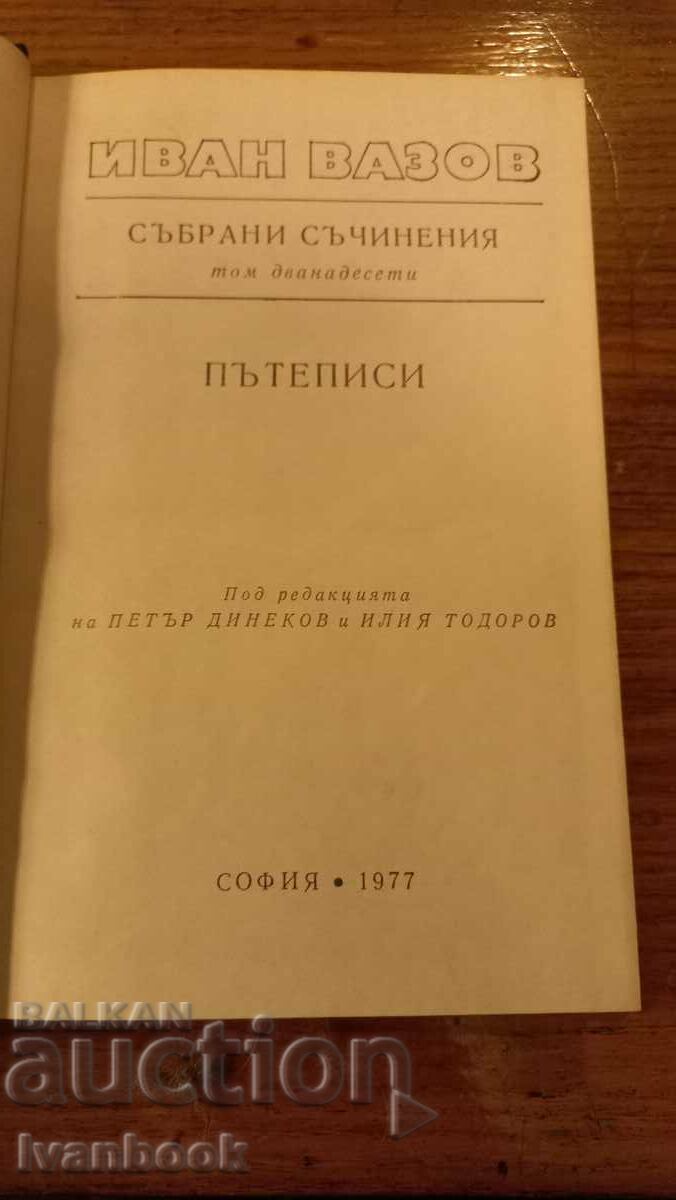 ИВАН ВАЗОВ
СЪБРАНИ СЪЧИНЕНИЯ
том дванадесети
ПЪТЕПИСИ
Под редакцията
на ПЕТЪР ДИНЕКОВ и ИЛИЯ ТОДОРОВ
СОФИЯ • 1977
BALKAN
auction
Ivanbook